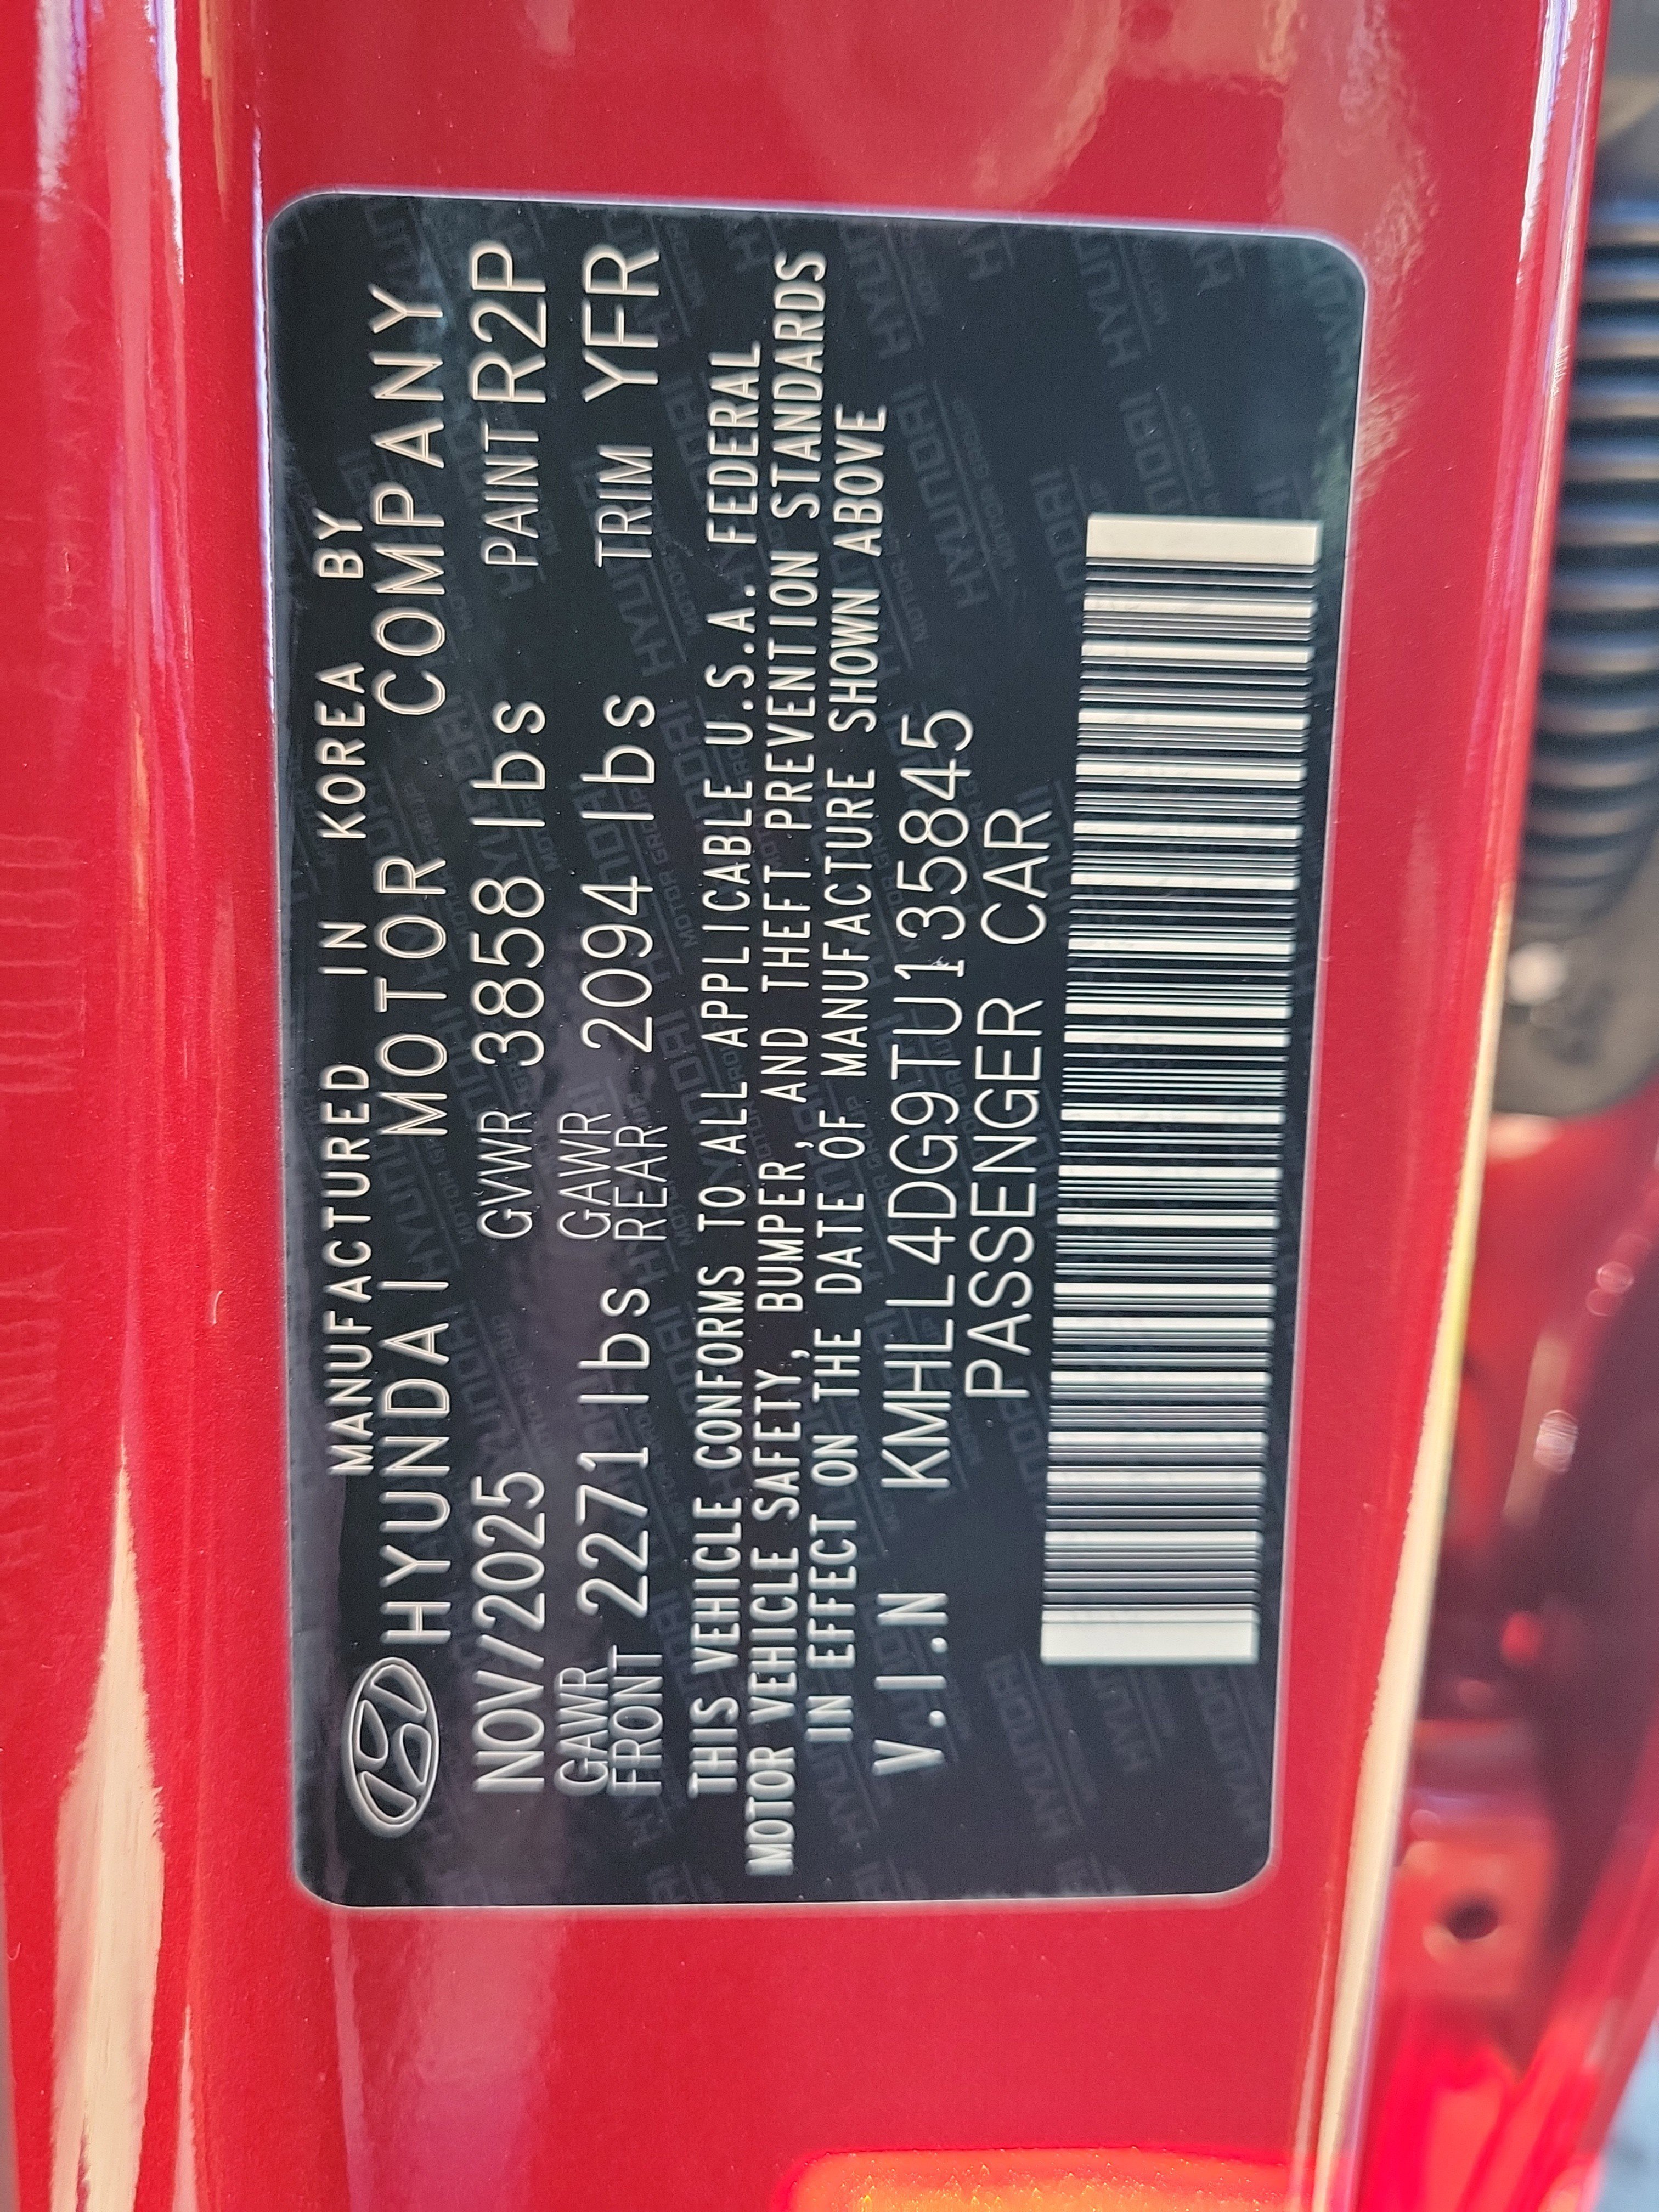 MANUFACTURED IN KOREA BY
HYUNDAI MOTOR COMPANY
NOV/2025 GVWR 3858 lbs PAINT R2P
GAWR FRONT 2271 lbs GAWR REAR 2094 lbs TRIM YFR
THIS VEHICLE CONFORMS TO ALL APPLICABLE U.S.A. FEDERAL
MOTOR VEHICLE SAFETY, BUMPER, AND THEFT PREVENTION STANDARDS
IN EFFECT ON THE DATE OF MANUFACTURE SHOWN ABOVE
V.I.N KMHLL4DG9TU135845
PASSENGER CAR